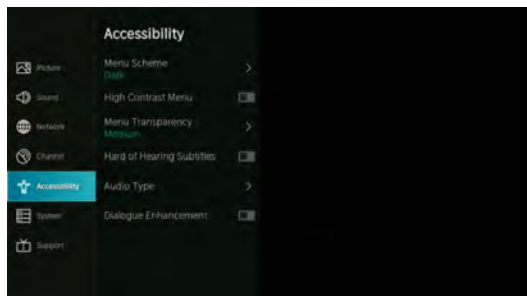 Accessibility
Picture
Sound
Network
Channel
Accessibility
System
Support
Menu Scheme
Dark
High Contrast Menu
Menu Transparency
Medium
Hard of Hearing Subtitles
Audio Type
Dialogue Enhancement